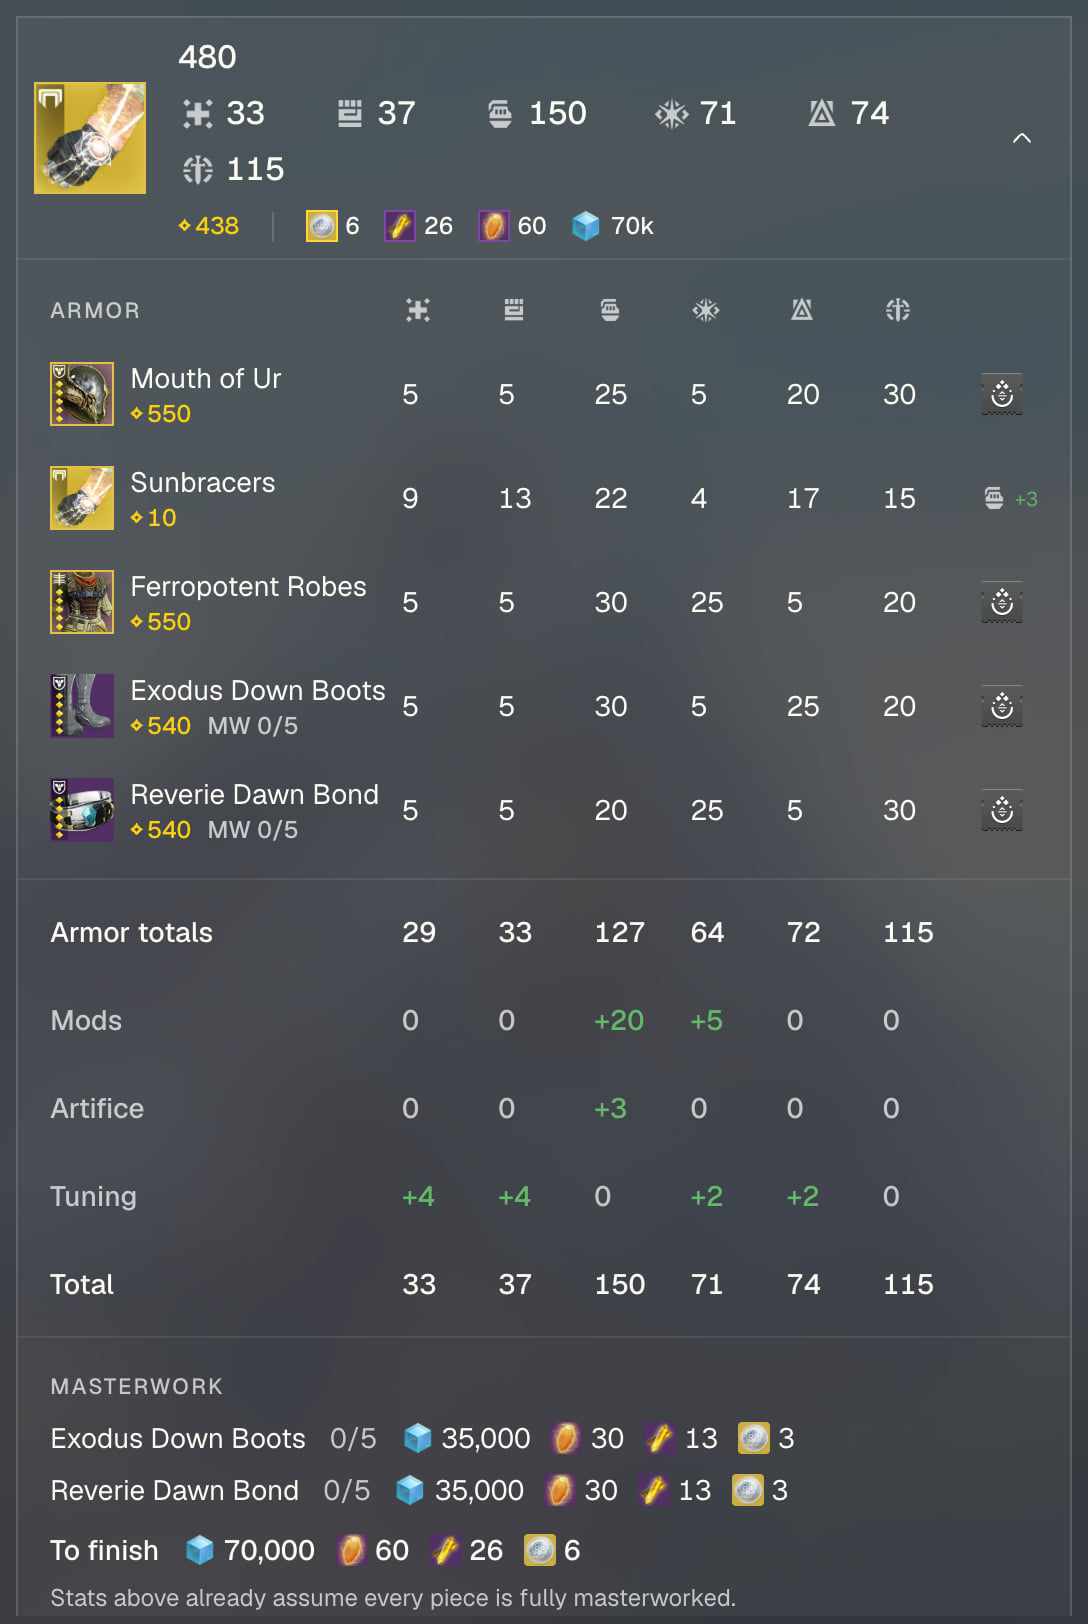 480
33 37 150 71 74
115
438 6 26 60 70k
ARMOR
Mouth of Ur 5 5 25 5 20 30
550
Sunbracers 9 13 22 4 17 15 +3
10
Ferropotent Robes 5 5 30 25 5 20
550
Exodus Down Boots 5 5 30 5 25 20
540 MW 0/5
Reverie Dawn Bond 5 5 20 25 5 30
540 MW 0/5
Armor totals 29 33 127 64 72 115
Mods 0 0 +20 +5 0 0
Artifice 0 0 +3 0 0 0
Tuning +4 +4 0 +2 +2 0
Total 33 37 150 71 74 115
MASTERWORK
Exodus Down Boots 0/5 35,000 30 13 3
Reverie Dawn Bond 0/5 35,000 30 13 3
To finish 70,000 60 26 6
Stats above already assume every piece is fully masterworked.